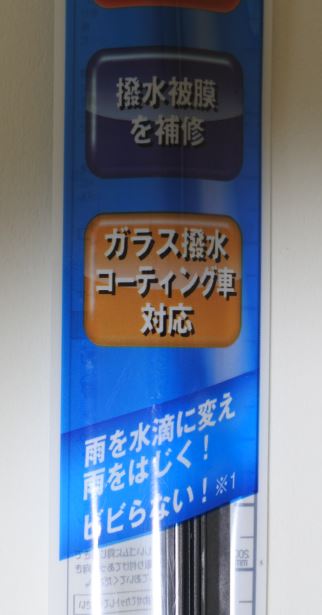 撥水被膜
を補修
ガラス撥水
コーティング車
対応
雨を水滴に変え
雨をはじく！
ビビらない！※1
200
mm